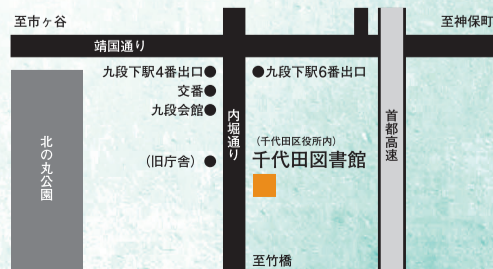 至市ヶ谷
至神保町
靖国通り
九段下駅4番出口●
●九段下駅6番出口
交番●
九段会館●
内堀通り
首都高速
北の丸公園
(旧庁舎)●
(千代田区役所内)
千代田図書館
至竹橋